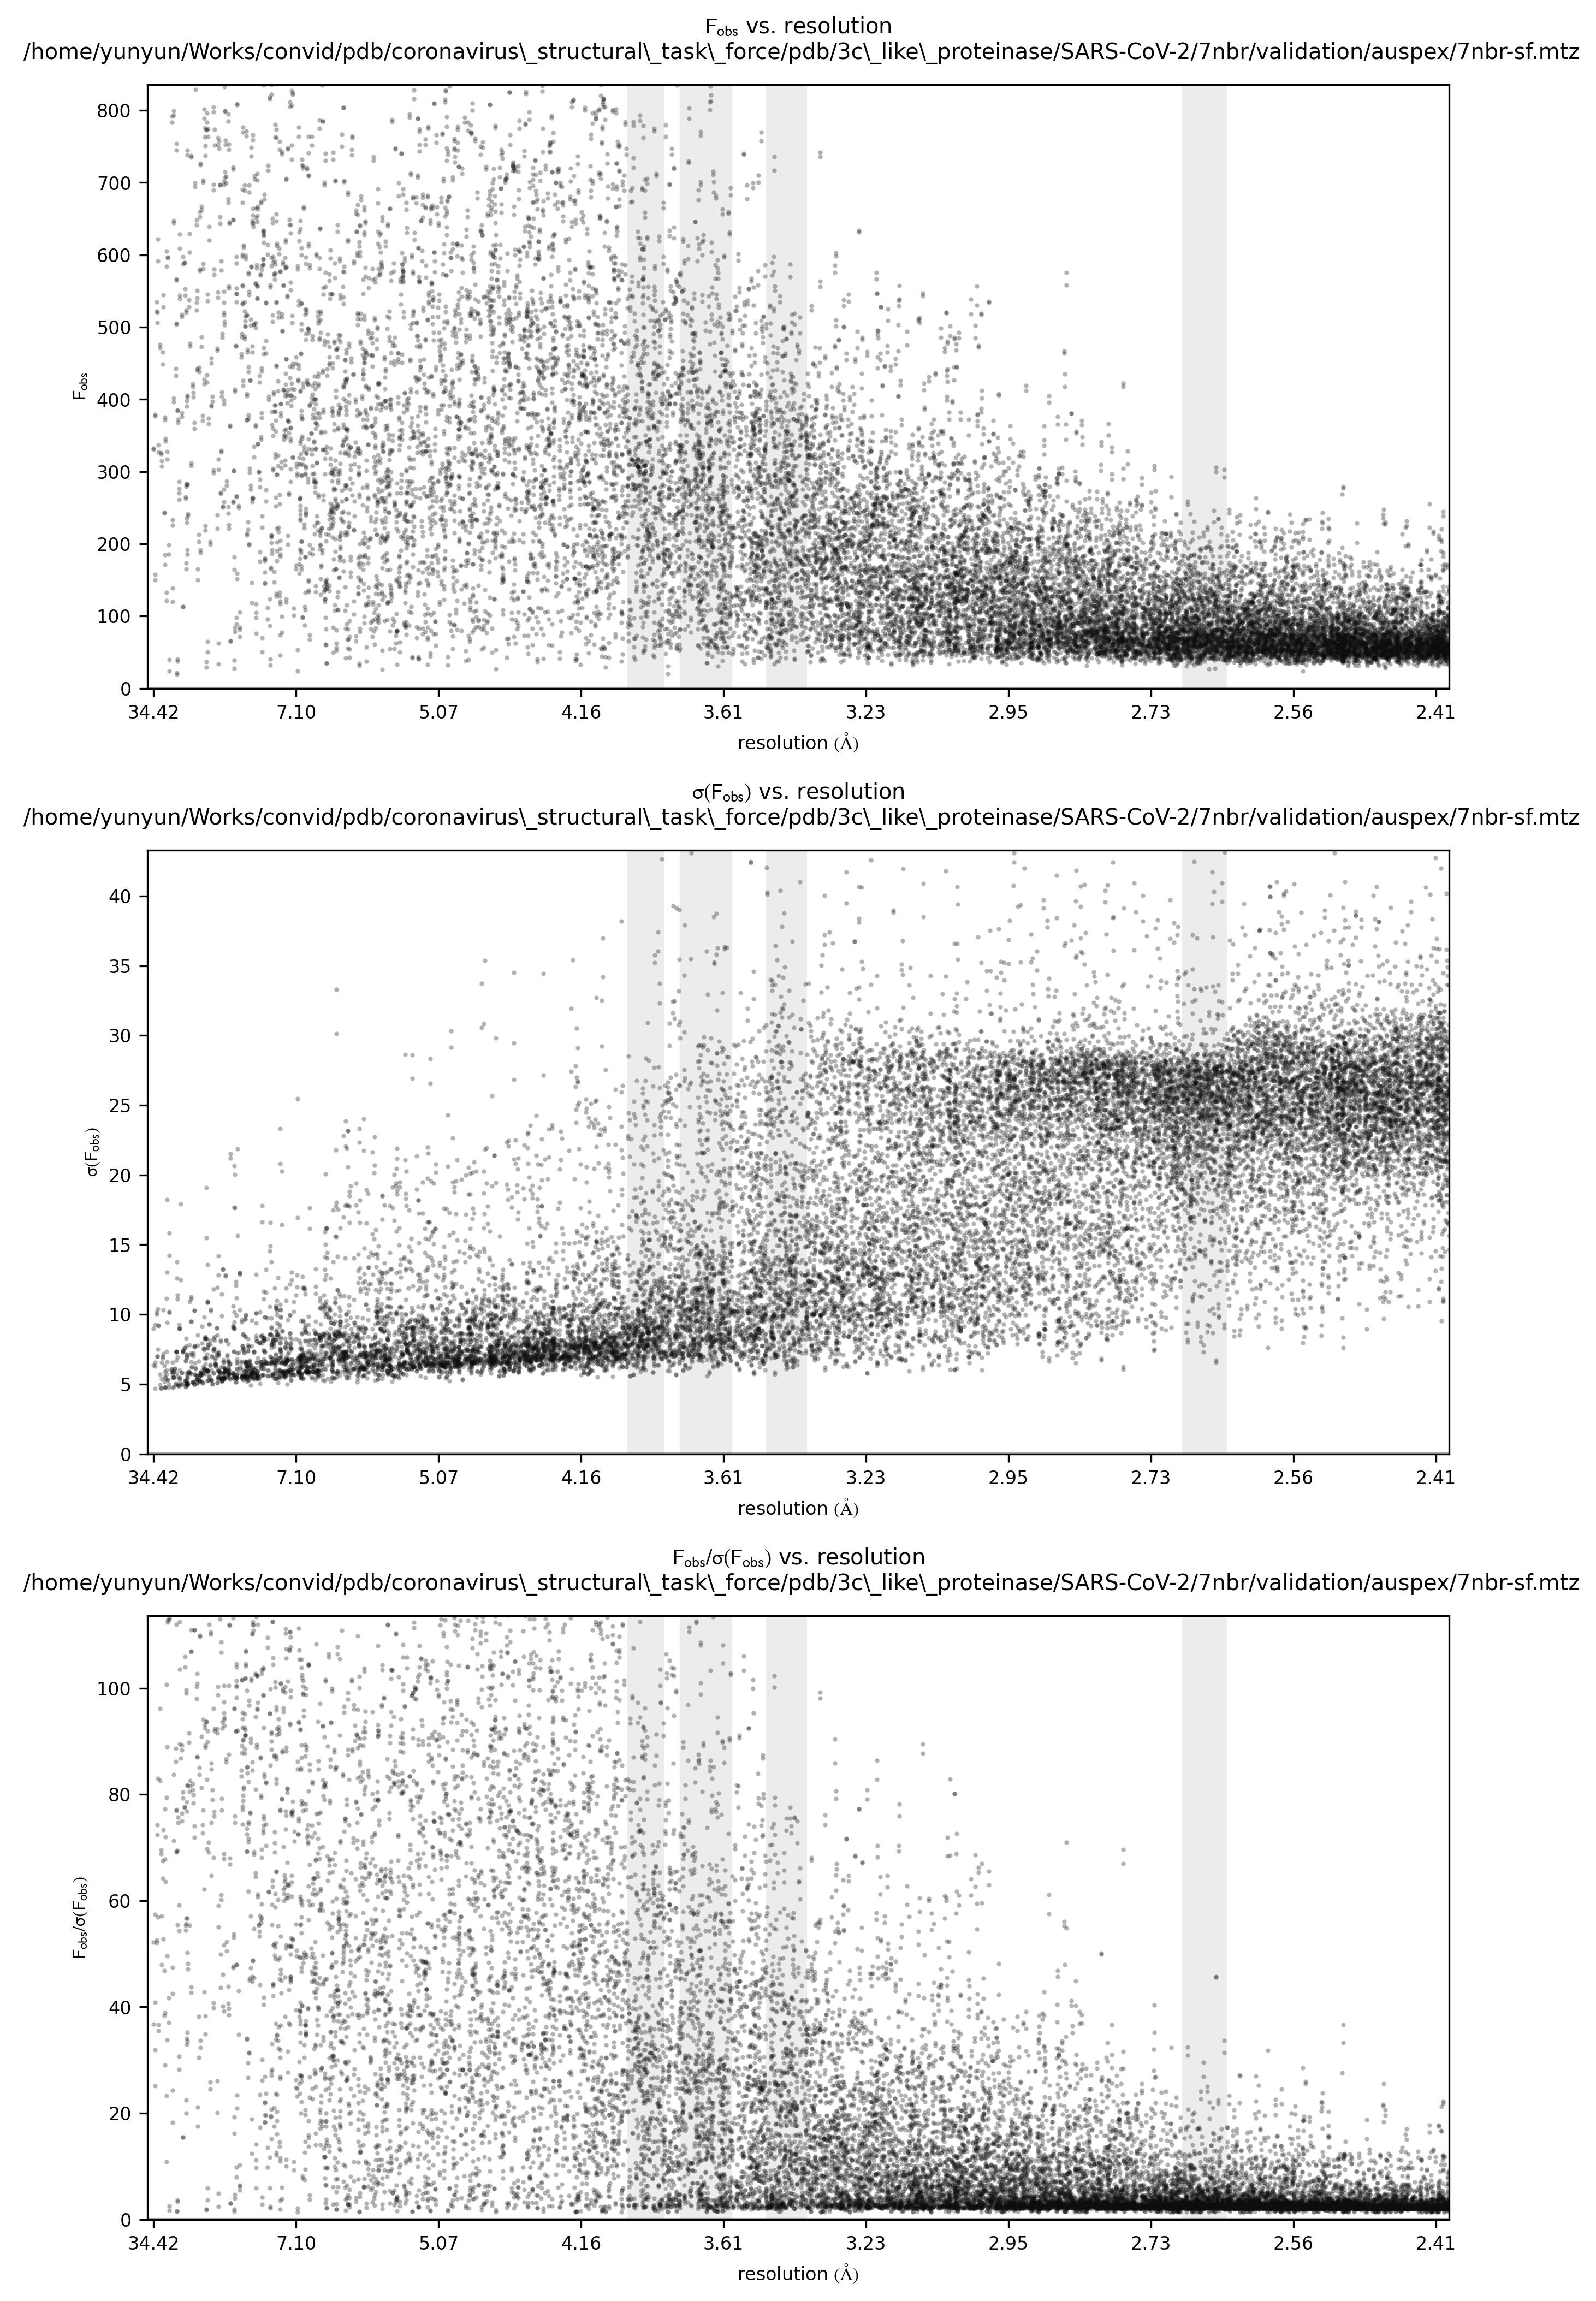 Fobs vs. resolution
/home/yunyun/Works/convid/pdb/coronavirus\_structural\_task\_force/pdb/3c\_like\_proteinase/SARS-CoV-2/7nbr/validation/auspex/7nbr-sf.mtz
800
700
600
500
400
300
200
100
0
Fobs
34.42 7.10 5.07 4.16 3.61 3.23 2.95 2.73 2.56 2.41
resolution (Å)
σ(Fobs) vs. resolution
/home/yunyun/Works/convid/pdb/coronavirus\_structural\_task\_force/pdb/3c\_like\_proteinase/SARS-CoV-2/7nbr/validation/auspex/7nbr-sf.mtz
40
35
30
25
20
15
10
5
0
σ(Fobs)
34.42 7.10 5.07 4.16 3.61 3.23 2.95 2.73 2.56 2.41
resolution (Å)
Fobs/σ(Fobs) vs. resolution
/home/yunyun/Works/convid/pdb/coronavirus\_structural\_task\_force/pdb/3c\_like\_proteinase/SARS-CoV-2/7nbr/validation/auspex/7nbr-sf.mtz
100
80
60
40
20
0
Fobs/σ(Fobs)
34.42 7.10 5.07 4.16 3.61 3.23 2.95 2.73 2.56 2.41
resolution (Å)